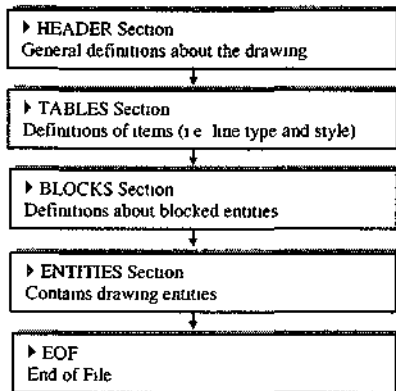 ▶ HEADER Section
General definitions about the drawing
▶ TABLES Section
Definitions of items (i e line type and style)
▶ BLOCKS Section
Definitions about blocked entities
▶ ENTITIES Section
Contains drawing entities
▶ EOF
End of File